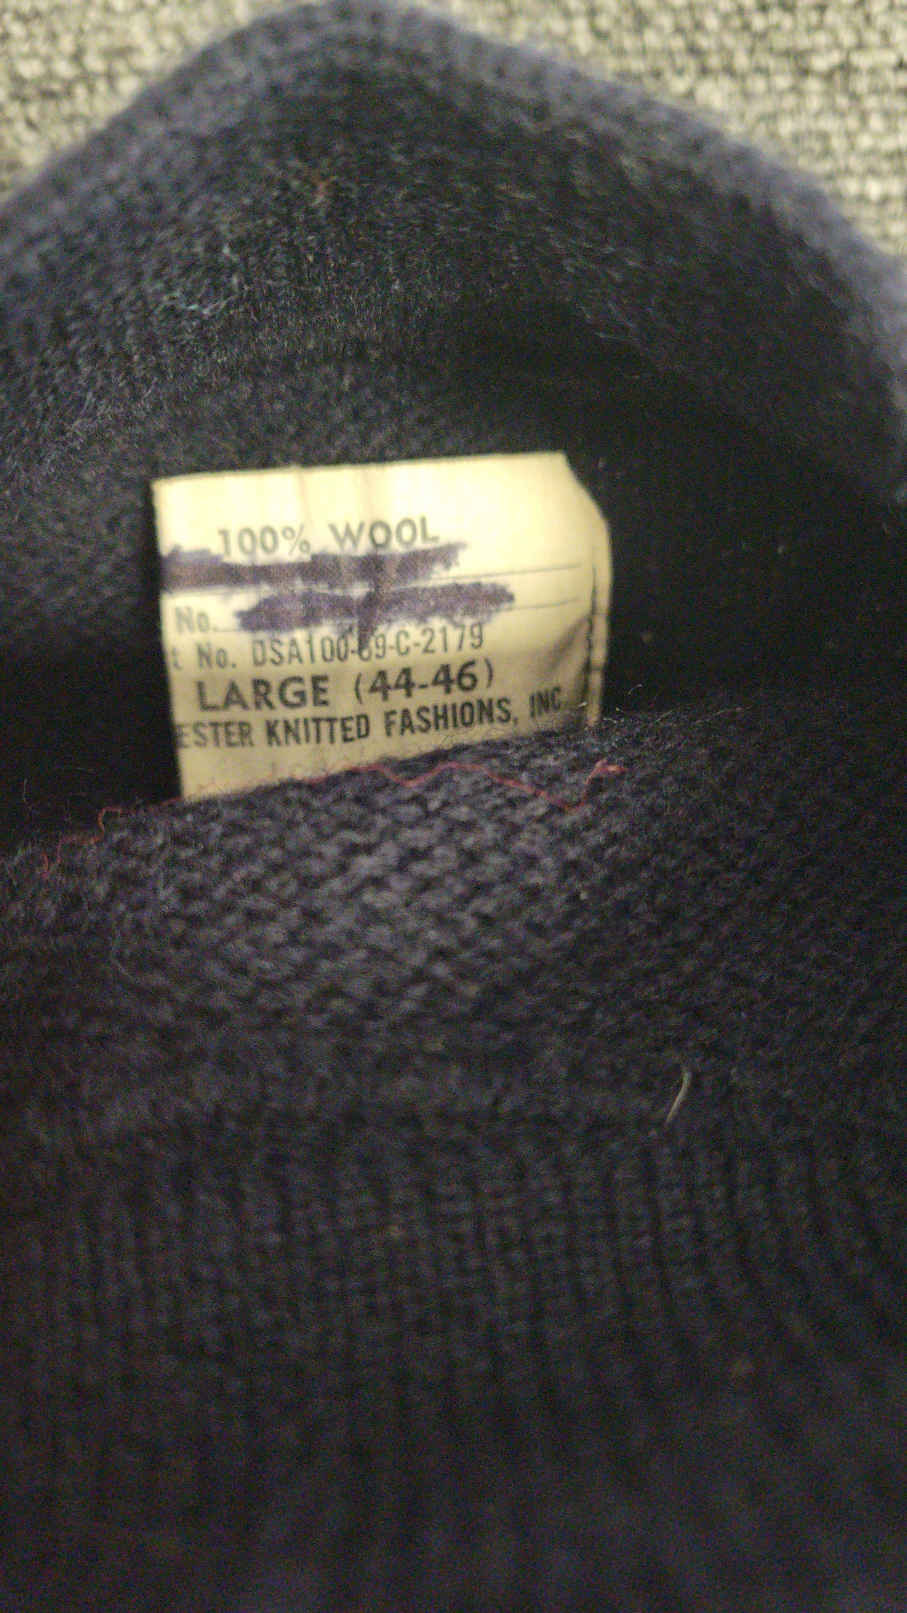 100% WOOL
No.
t No. DSA100-69-C-2179
LARGE (44-46)
ESTER KNITTED FASHIONS, INC.